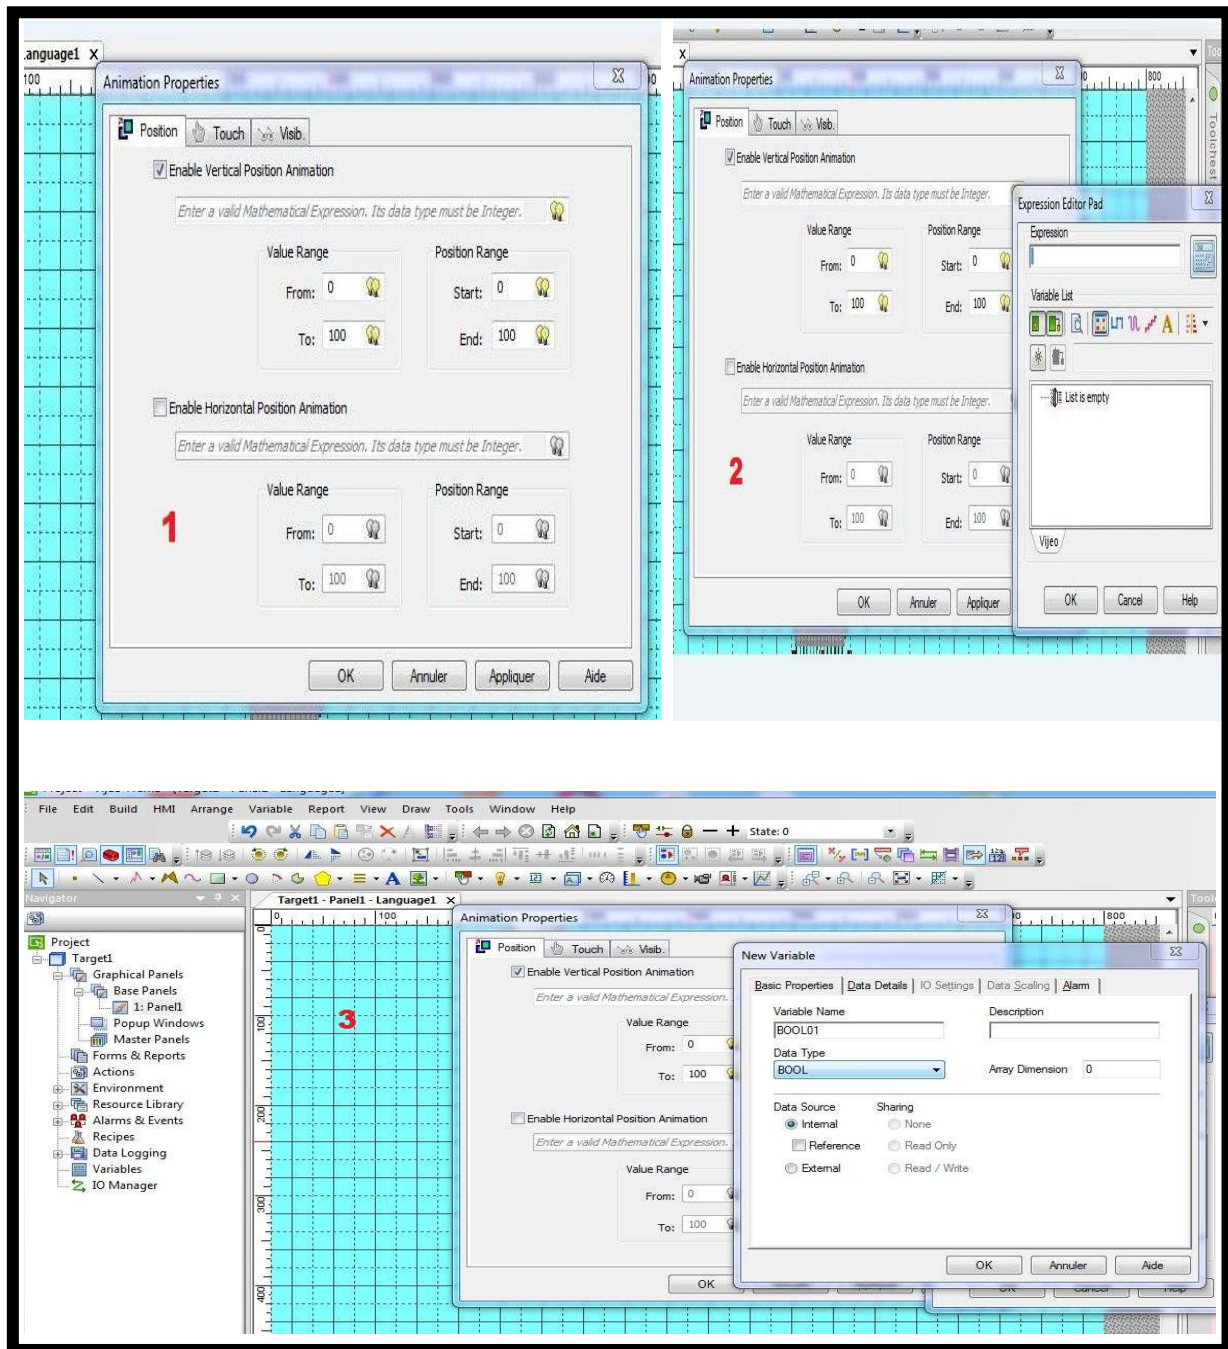 anguage1 X
100
Animation Properties
Position Touch Visib.
Enable Vertical Position Animation
Enter a valid Mathematical Expression. Its data type must be Integer.
Value Range Position Range
From: 0 Start: 0
To: 100 End: 100
Enable Horizontal Position Animation
Enter a valid Mathematical Expression. Its data type must be Integer.
Value Range Position Range
1
From: 0 Start: 0
To: 100 End: 100
OK Annuler Appliquer Aide
X
800
Animation Properties
Position Touch Visib.
Toolchest
Enable Vertical Position Animation
Enter a valid Mathematical Expression. Its data type must be Integer.
Value Range Position Range
From: 0 Start: 0
To: 100 End: 100
Enable Horizontal Position Animation
Enter a valid Mathematical Expression. Its data type must be Integer.
Value Range Position Range
2
From: 0 Start: 0
To: 100 End: 100
OK Annuler Appliquer
Expression Editor Pad
Expression
Variable List
List is empty
Vijeo
OK Cancel Help
File Edit Build HMI Arrange Variable Report View Draw Tools Window Help
State: 0
Navigator
Target1 - Panel1 - Language1 X
0 100 800
Project
Target1
Graphical Panels
Base Panels
1: Panel1
Popup Windows
Master Panels
Forms & Reports
Actions
Environment
Resource Library
Alarms & Events
Recipes
Data Logging
Variables
IO Manager
0
100
200
300
400
3
Animation Properties
Position Touch Visib.
Enable Vertical Position Animation
Enter a valid Mathematical Expression.
Value Range
From: 0
To: 100
Enable Horizontal Position Animation
Enter a valid Mathematical Expression.
Value Range
From: 0
To: 100
OK
New Variable
Basic Properties Data Details IO Settings Data Scaling Alarm
Variable Name Description
BOOL01
Data Type
BOOL Array Dimension 0
Data Source Sharing
Internal None
Reference Read Only
External Read / Write
OK Annuler Aide